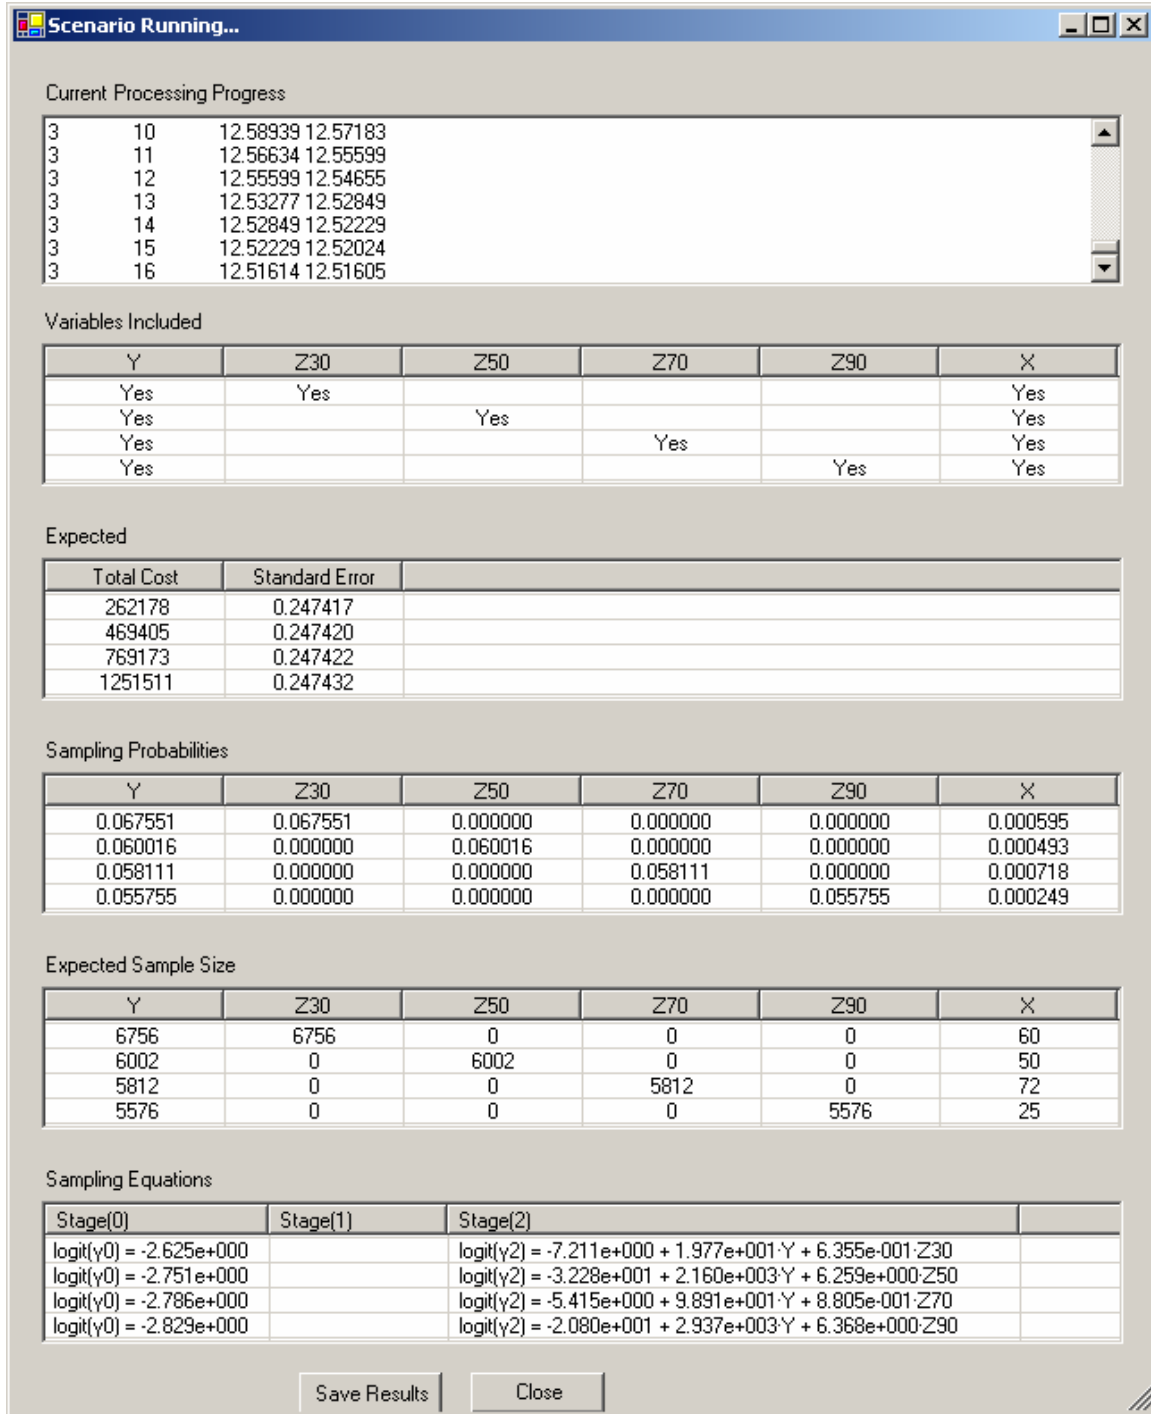 Scenario Running...
Current Processing Progress
3 10 12.58939 12.57183
3 11 12.56634 12.55599
3 12 12.55599 12.54655
3 13 12.53277 12.52849
3 14 12.52849 12.52229
3 15 12.52229 12.52024
3 16 12.51614 12.51605
Variables Included
Y Z30 Z50 Z70 Z90 X
Yes Yes Yes
Yes Yes Yes
Yes Yes Yes
Yes Yes Yes
Expected
Total Cost Standard Error
262178 0.247417
469405 0.247420
769173 0.247422
1251511 0.247432
Sampling Probabilities
Y Z30 Z50 Z70 Z90 X
0.067551 0.067551 0.000000 0.000000 0.000000 0.000595
0.060016 0.000000 0.060016 0.000000 0.000000 0.000493
0.058111 0.000000 0.000000 0.058111 0.000000 0.000718
0.055755 0.000000 0.000000 0.000000 0.055755 0.000249
Expected Sample Size
Y Z30 Z50 Z70 Z90 X
6756 6756 0 0 0 60
6002 0 6002 0 0 50
5812 0 0 5812 0 72
5576 0 0 0 5576 25
Sampling Equations
Stage(0) Stage(1) Stage(2)
logit(γ0) = -2.625e+000 logit(γ2) = -7.211e+000 + 1.977e+001·Y + 6.355e-001·Z30
logit(γ0) = -2.751e+000 logit(γ2) = -3.228e+001 + 2.160e+003·Y + 6.259e+000·Z50
logit(γ0) = -2.786e+000 logit(γ2) = -5.415e+000 + 9.891e+001·Y + 8.805e-001·Z70
logit(γ0) = -2.829e+000 logit(γ2) = -2.080e+001 + 2.937e+003·Y + 6.368e+000·Z90
Save Results Close